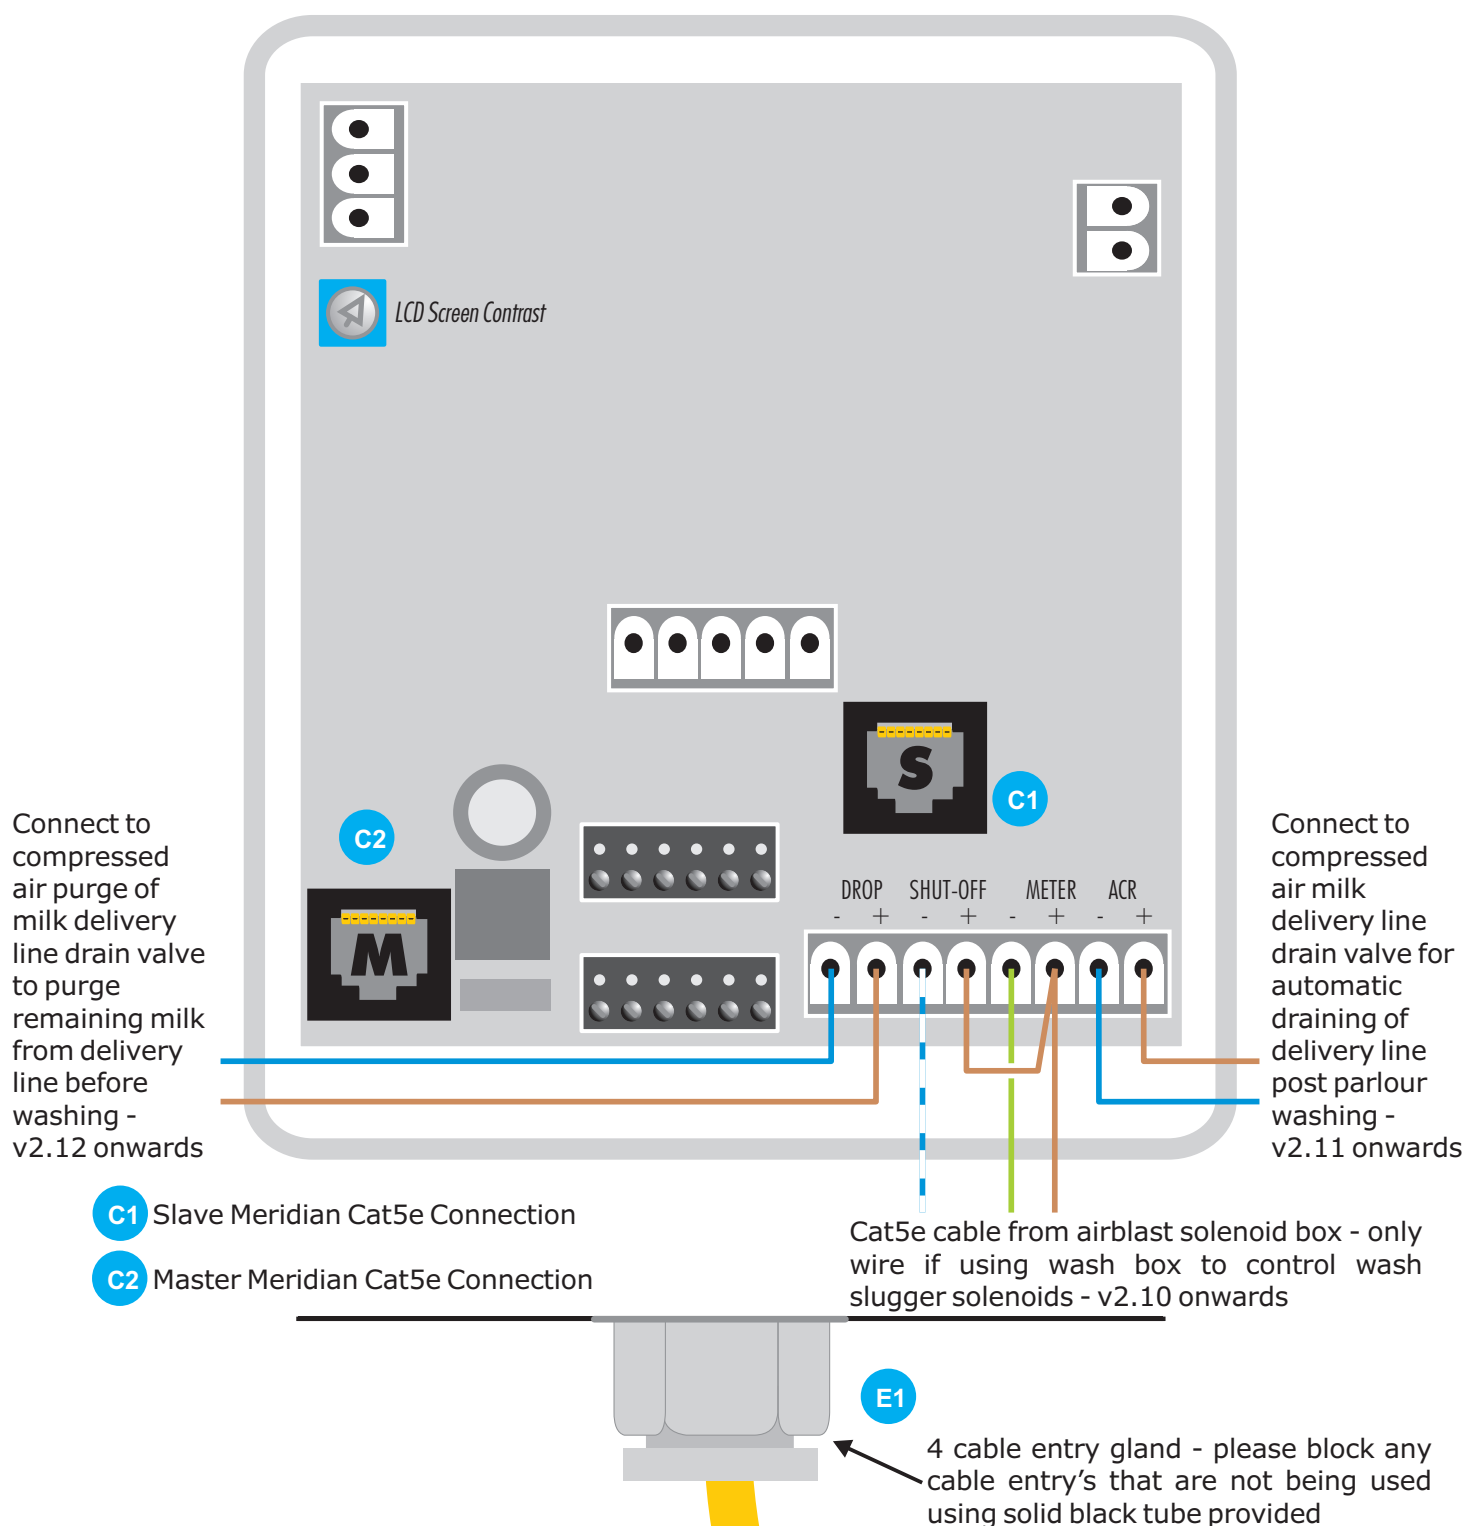 LCD Screen Contrast
S
C1
C2
M
DROP SHUT-OFF METER ACR
- + - + - + - +
Connect to
compressed
air purge of
milk delivery
line drain valve
to purge
remaining milk
from delivery
line before
washing -
v2.12 onwards
Connect to
compressed
air milk
delivery line
drain valve for
automatic
draining of
delivery line
post parlour
washing -
v2.11 onwards
C1 Slave Meridian Cat5e Connection
C2 Master Meridian Cat5e Connection
Cat5e cable from airblast solenoid box - only
wire if using wash box to control wash
slugger solenoids - v2.10 onwards
E1
4 cable entry gland - please block any
cable entry's that are not being used
using solid black tube provided